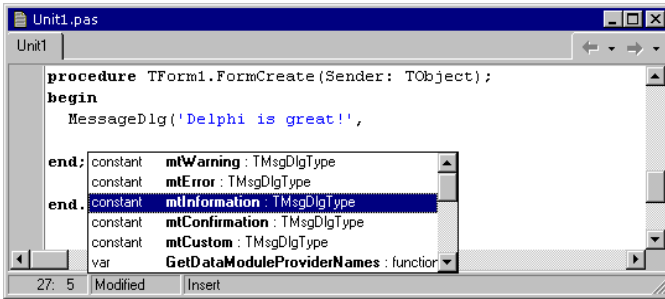 Unit1.pas
Unit1
procedure TForm1.FormCreate(Sender: TObject);
begin
MessageDlg('Delphi is great!',
end;
constant mtWarning : TMsgDlgType
constant mtError : TMsgDlgType
end.
constant mtInformation : TMsgDlgType
constant mtConfirmation : TMsgDlgType
constant mtCustom : TMsgDlgType
var GetDataModuleProviderNames : function
27: 5 Modified Insert